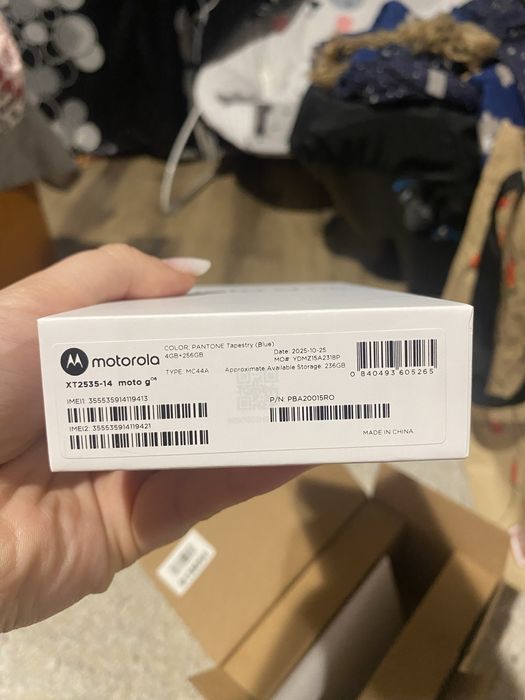 motorola
COLOR: PANTONE Tapestry (Blue)
4GB+256GB
Date: 2025-10-25
MO#: YDMZ15A2318P
TYPE: MC44A
Approximate Available Storage: 236GB
0 840493 605265
XT2535-14 moto g
IMEI1: 355535914119413
P/N: PBA20015RO
IMEI2: 355535914119421
MADE IN CHINA